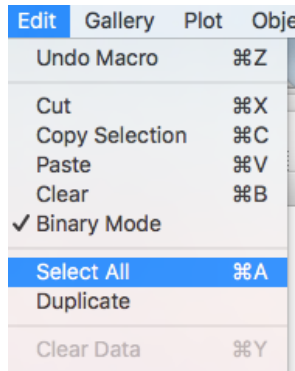 Edit Gallery Plot Obje
Undo Macro ⌘Z
Cut ⌘X
Copy Selection ⌘C
Paste ⌘V
Clear ⌘B
✓ Binary Mode
Select All ⌘A
Duplicate
Clear Data ⌘Y